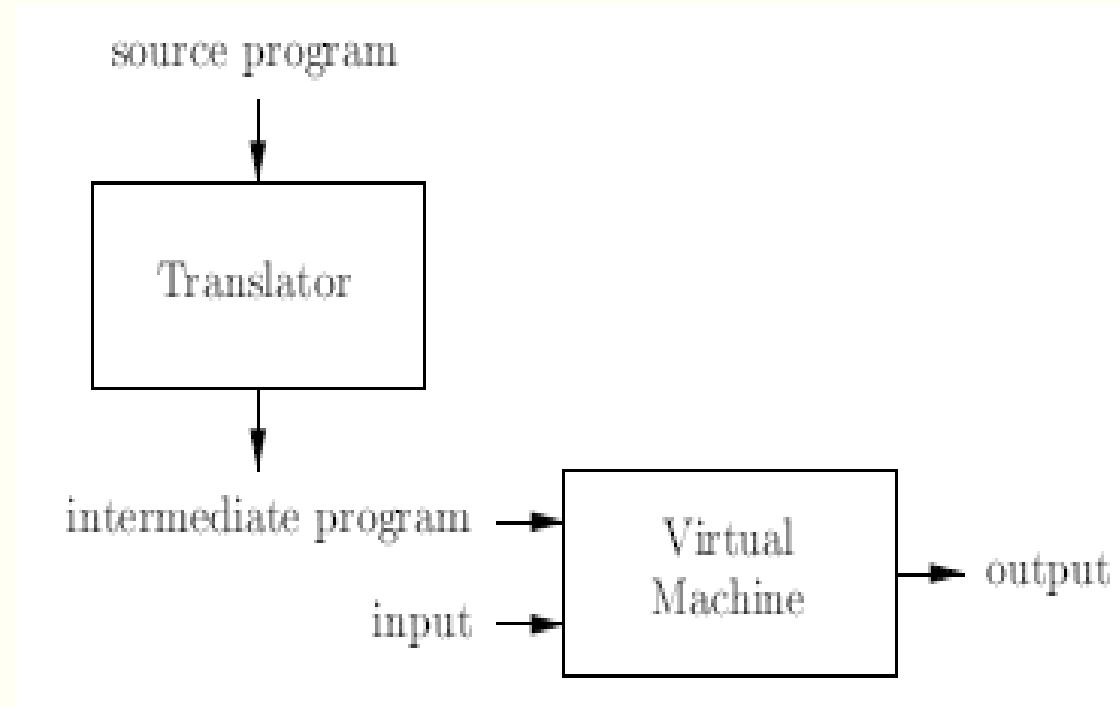 source program
Translator
intermediate program
input
Virtual
Machine
output